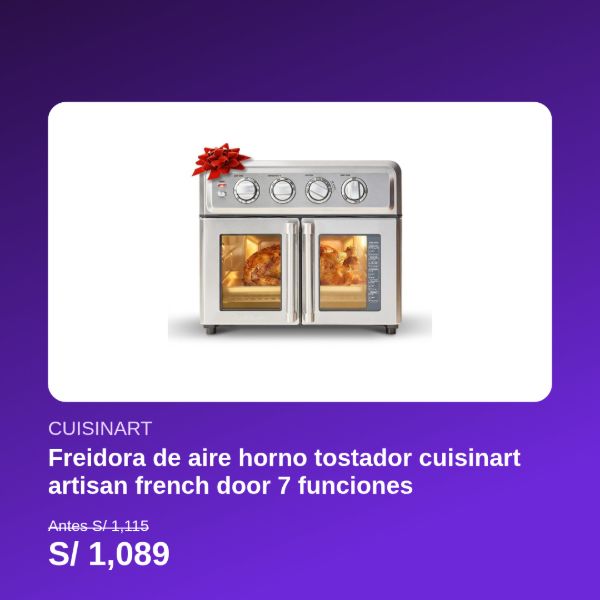 CUISINART
Freidora de aire horno tostador cuisinart
artisan french door 7 funciones
Antes S/ 1,115
S/ 1,089